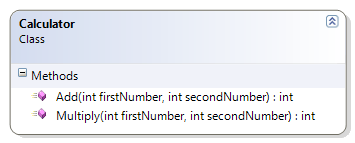 Calculator
Class
Methods
Add(int firstNumber, int secondNumber) : int
Multiply(int firstNumber, int secondNumber) : int